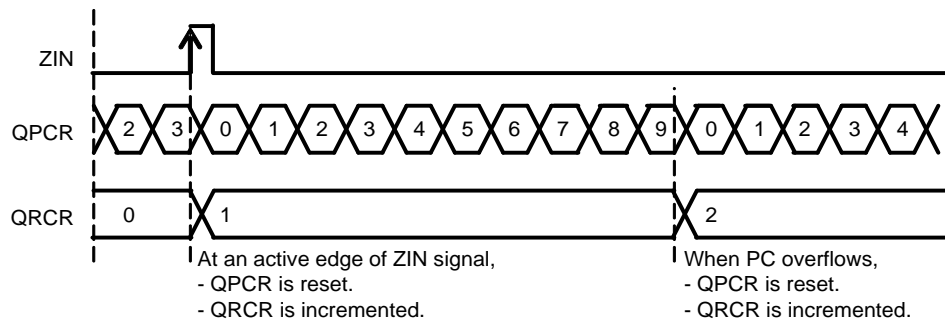 ZIN
QPCR 2 3 0 1 2 3 4 5 6 7 8 9 0 1 2 3 4
QRCR 0 1 2
At an active edge of ZIN signal,
- QPCR is reset.
- QRCR is incremented.
When PC overflows,
- QPCR is reset.
- QRCR is incremented.